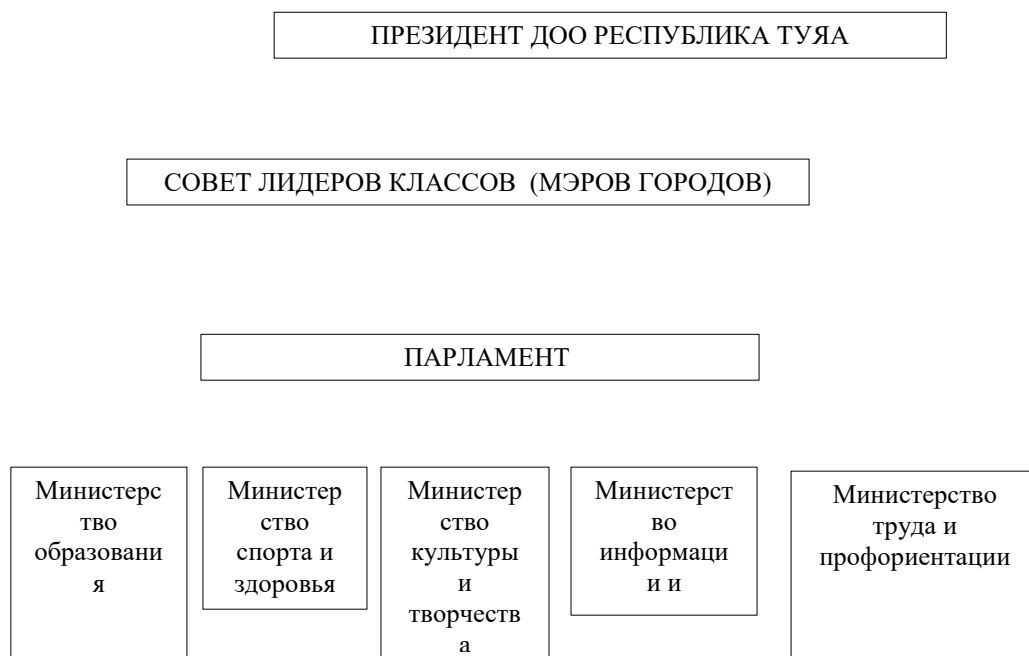 ПРЕЗИДЕНТ ДОО РЕСПУБЛИКА ТУЯА
СОВЕТ ЛИДЕРОВ КЛАССОВ (МЭРОВ ГОРОДОВ)
ПАРЛАМЕНТ
Министерс
тво
образовани
я
Министер
ство
спорта и
здоровья
Министер
ство
культуры
и
творчеств
а
Министерст
во
информаци
и и
Министерство
труда и
профориентации